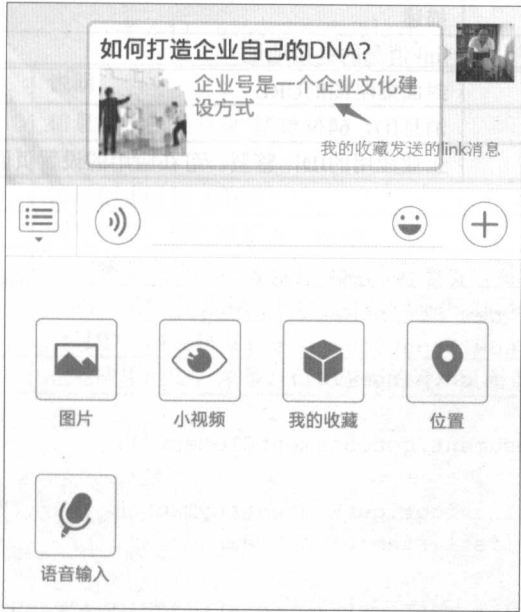 如何打造企业自己的DNA?
企业号是一个企业文化建
设方式
我的收藏发送的link消息
图片
小视频
我的收藏
位置
语音输入